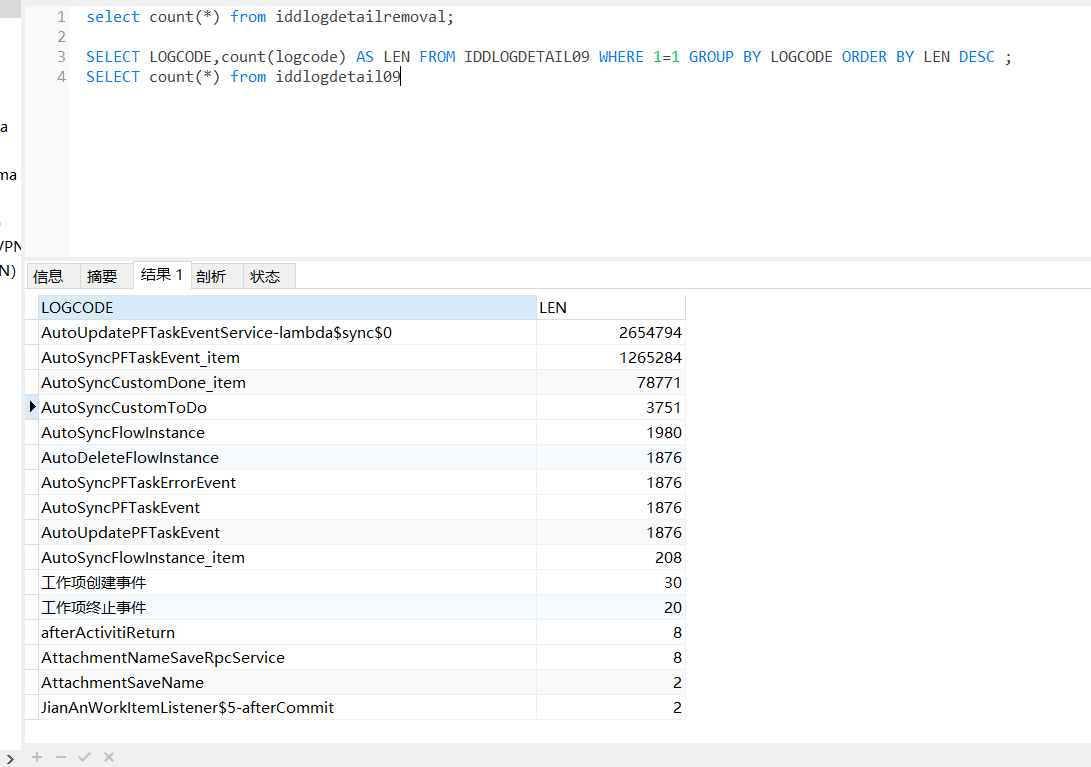 1 select count(*) from iddlogdetailremoval;
2
3 SELECT LOGCODE,count(logcode) AS LEN FROM IDDLOGDETAIL09 WHERE 1=1 GROUP BY LOGCODE ORDER BY LEN DESC ;
4 SELECT count(*) from iddlogdetail09
a
ma
VPN
N)
信息 摘要 结果 1 剖析 状态
LOGCODE LEN
AutoUpdatePFTaskEventService-lambda$sync$0 2654794
AutoSyncPFTaskEvent_item 1265284
AutoSyncCustomDone_item 78771
AutoSyncCustomToDo 3751
AutoSyncFlowInstance 1980
AutoDeleteFlowInstance 1876
AutoSyncPFTaskErrorEvent 1876
AutoSyncPFTaskEvent 1876
AutoUpdatePFTaskEvent 1876
AutoSyncFlowInstance_item 208
工作项创建事件 30
工作项终止事件 20
afterActivitiReturn 8
AttachmentNameSaveRpcService 8
AttachmentSaveName 2
JianAnWorkItemListener$5-afterCommit 2